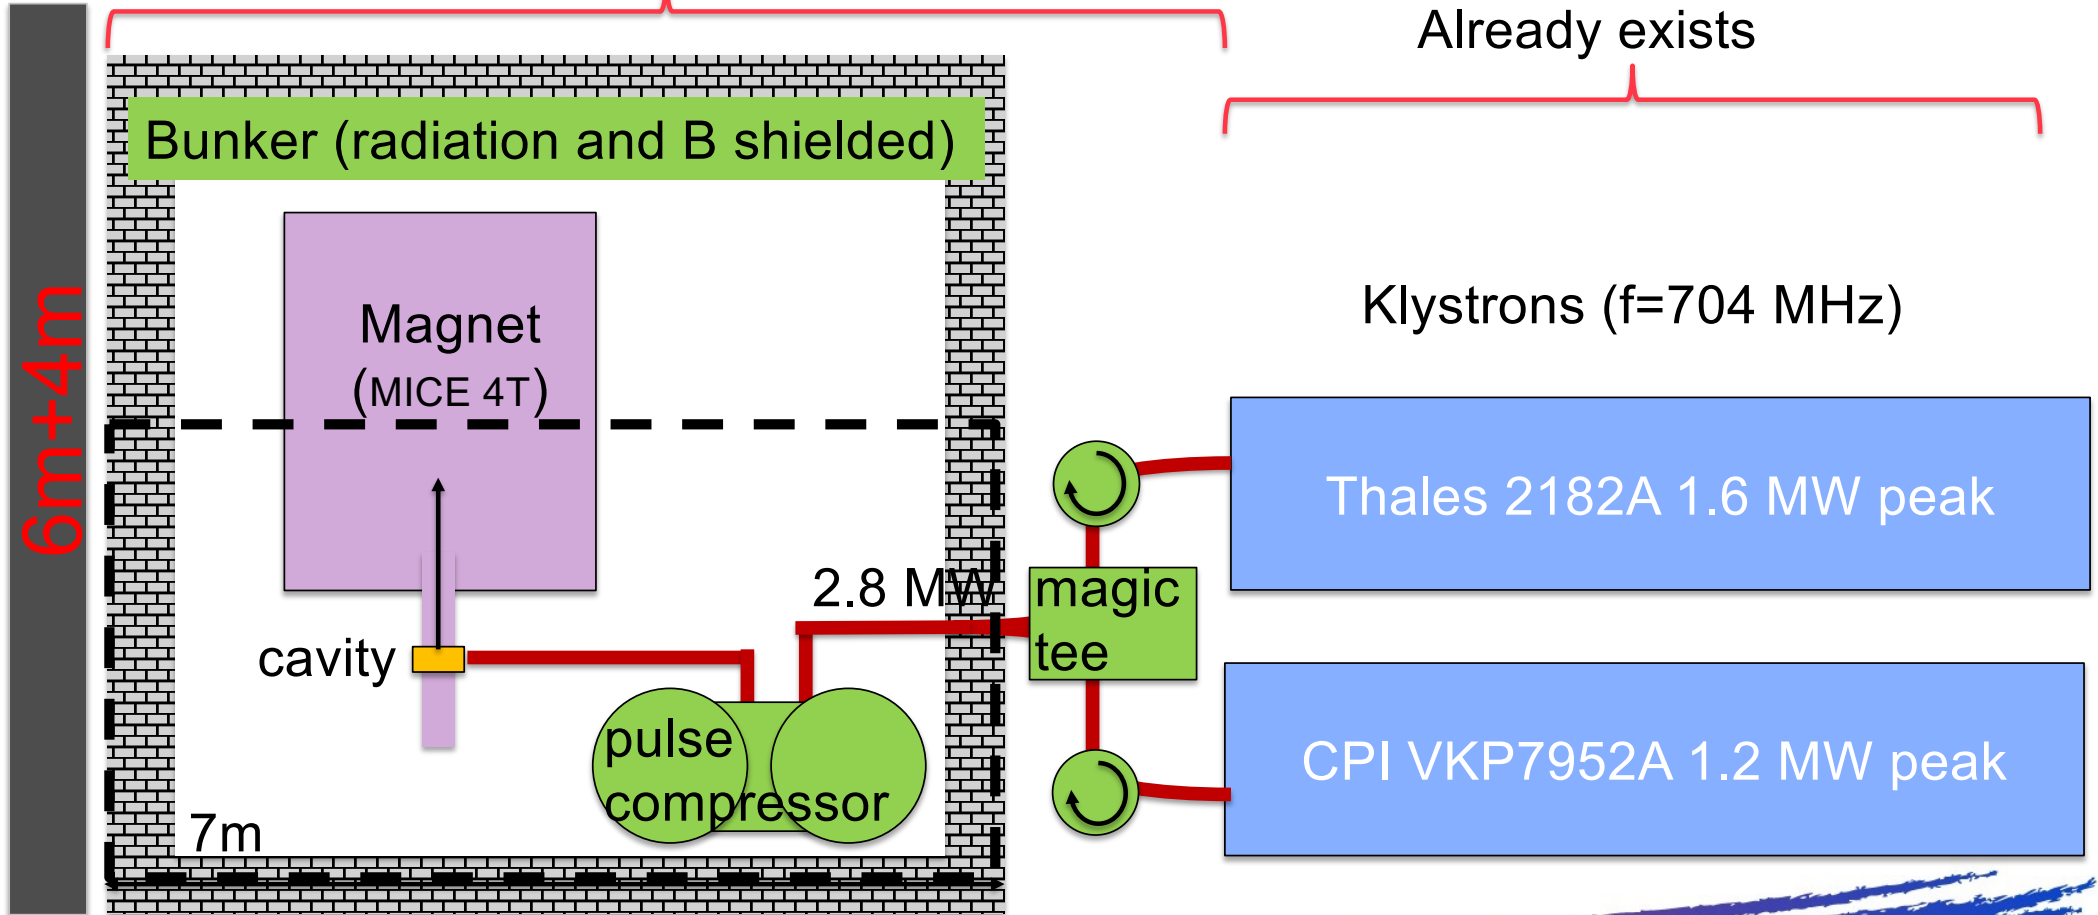 Already exists
Bunker (radiation and B shielded)
6m+4m
Magnet
(MICE 4T)
Klystrons (f=704 MHz)
Thales 2182A 1.6 MW peak
2.8 MW
magic
tee
cavity
CPI VKP7952A 1.2 MW peak
pulse
compressor
7m